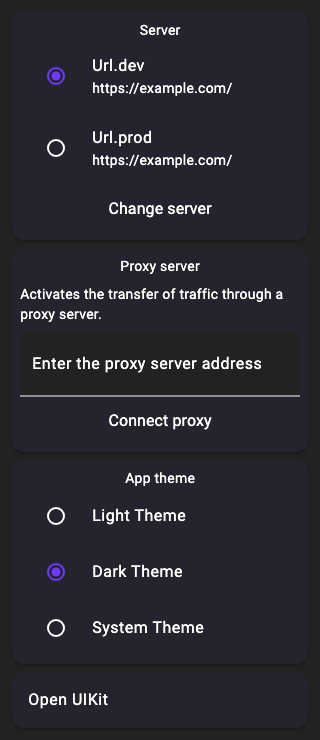 Server
Url.dev
https://example.com/
Url.prod
https://example.com/
Change server
Proxy server
Activates the transfer of traffic through a
proxy server.
Enter the proxy server address
Connect proxy
App theme
Light Theme
Dark Theme
System Theme
Open UIKit